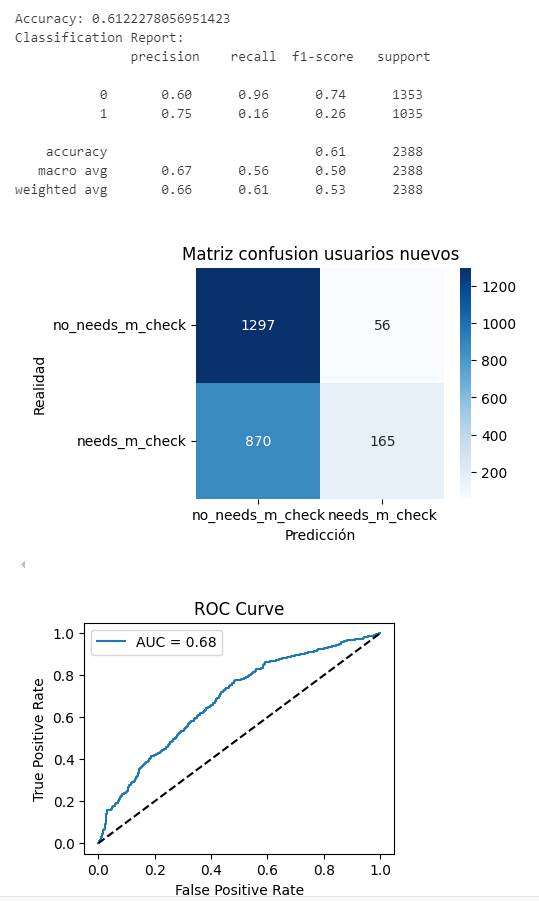 Accuracy: 0.6122278056951423
Classification Report:
precision recall f1-score support
0 0.60 0.96 0.74 1353
1 0.75 0.16 0.26 1035
accuracy 0.61 2388
macro avg 0.67 0.56 0.50 2388
weighted avg 0.66 0.61 0.53 2388
Matriz confusion usuarios nuevos
no_needs_m_check 1297 56
needs_m_check 870 165
Realidad
no_needs_m_check needs_m_check
Predicción
1200
1000
800
600
400
200
ROC Curve
AUC = 0.68
1.0
0.8
0.6
0.4
0.2
0.0
True Positive Rate
0.0 0.2 0.4 0.6 0.8 1.0
False Positive Rate